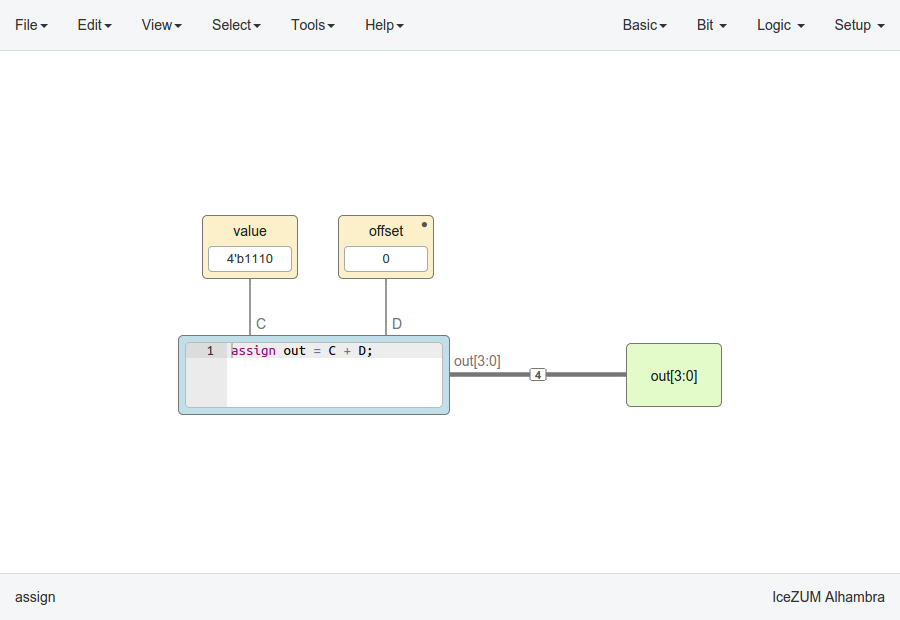 File Edit View Select Tools Help Basic Bit Logic Setup
value offset
4'b1110 0
C D
1 assign out = C + D;
out[3:0]
4
out[3:0]
assign IceZUM Alhambra